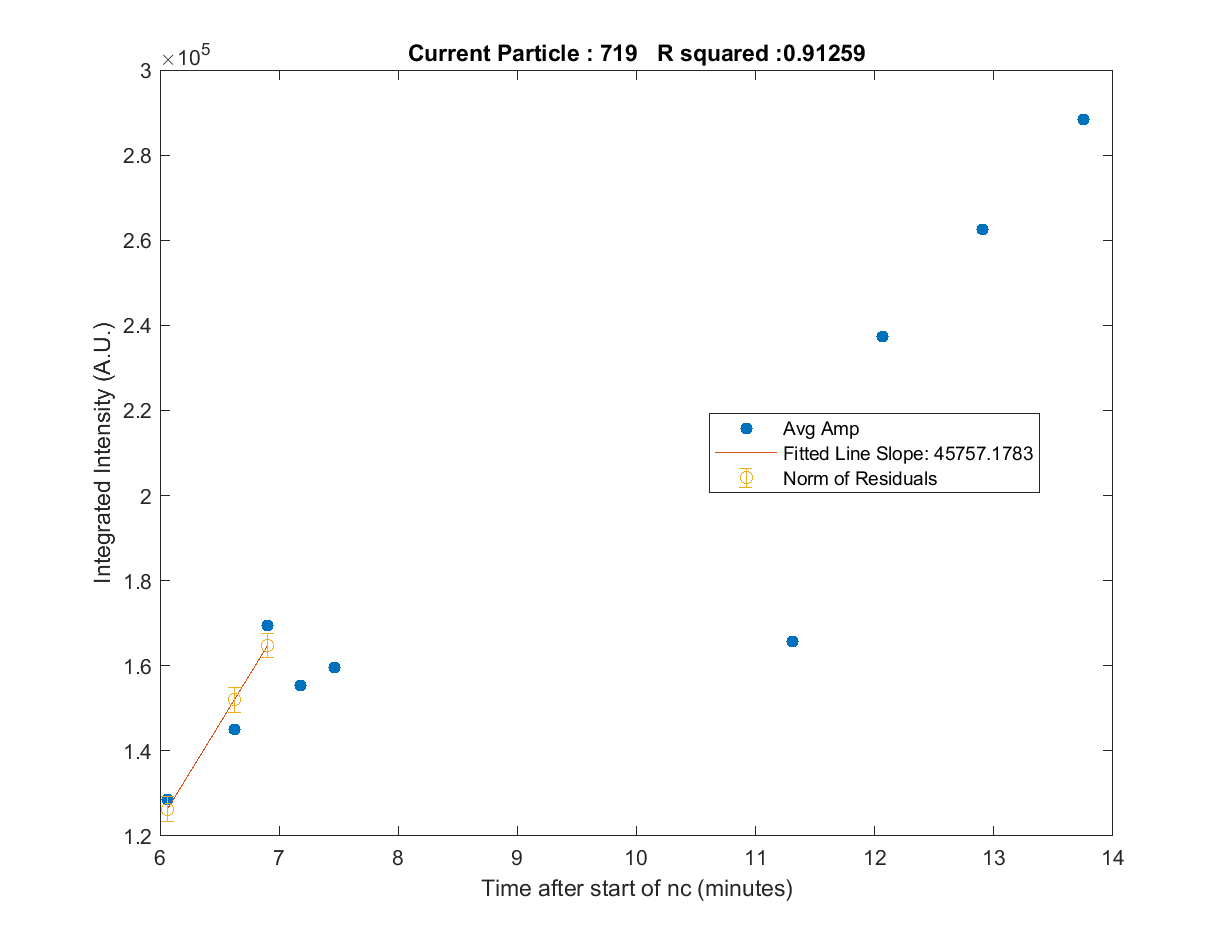 Current Particle : 719 R squared :0.91259
×10^5
3
2.8
2.6
2.4
2.2
2
1.8
1.6
1.4
1.2
Integrated Intensity (A.U.)
Avg Amp
Fitted Line Slope: 45757.1783
Norm of Residuals
6 7 8 9 10 11 12 13 14
Time after start of nc (minutes)